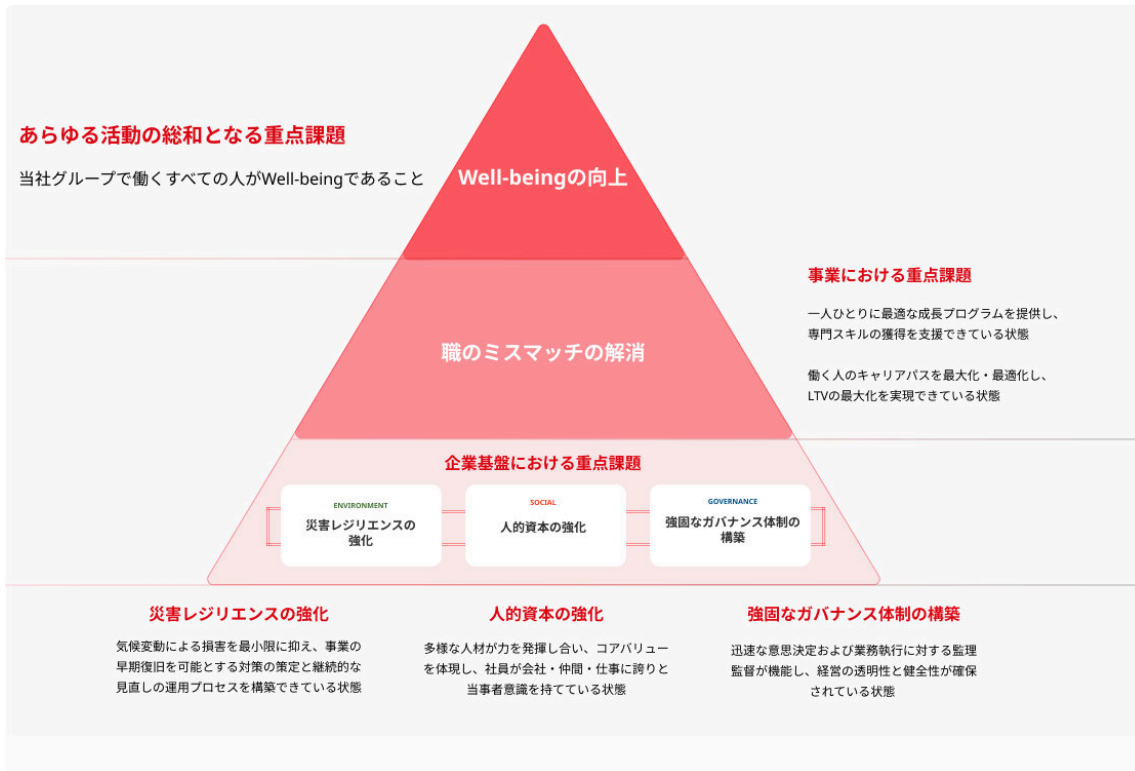 あらゆる活動の総和となる重点課題
当社グループで働くすべての人がWell-beingであること
Well-beingの向上
職のミスマッチの解消
事業における重点課題
一人ひとりに最適な成長プログラムを提供し、
専門スキルの獲得を支援できている状態
働く人のキャリアパスを最大化・最適化し、
LTVの最大化を実現できている状態
企業基盤における重点課題
ENVIRONMENT
災害レジリエンスの
強化
SOCIAL
人的資本の強化
GOVERNANCE
強固なガバナンス体制の
構築
災害レジリエンスの強化
気候変動による損害を最小限に抑え、事業の
早期復旧を可能とする対策の策定と継続的な
見直しの運用プロセスを構築できている状態
人的資本の強化
多様な人材が力を発揮し合い、コアバリュー
を体現し、社員が会社・仲間・仕事に誇りと
当事者意識を持てている状態
強固なガバナンス体制の構築
迅速な意思決定および業務執行に対する監理
監督が機能し、経営の透明性と健全性が確保
されている状態